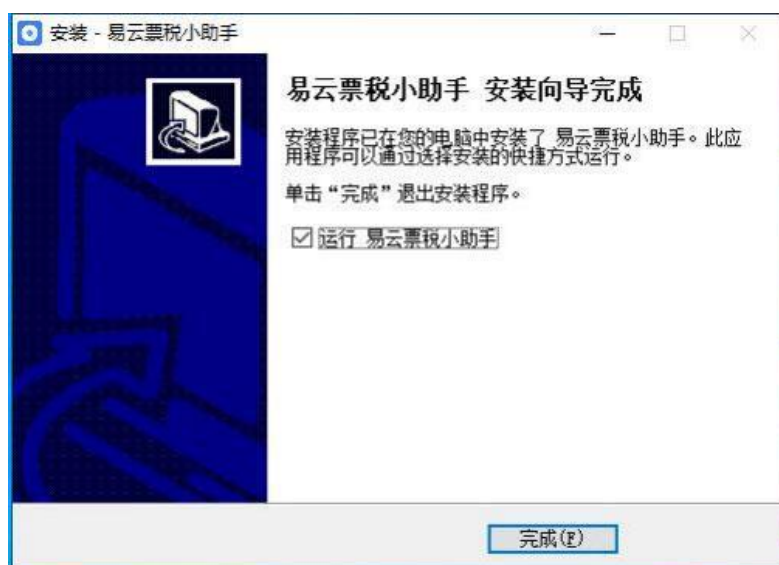 安装 - 易云票税小助手
易云票税小助手 安装向导完成
安装程序已在您的电脑中安装了 易云票税小助手。此应
用程序可以通过选择安装的快捷方式运行。
单击“完成”退出安装程序。
运行 易云票税小助手
完成(F)